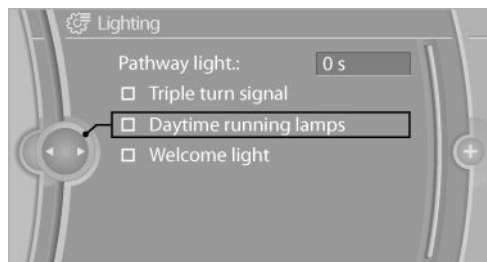 Lighting
Pathway light.: 0 s
Triple turn signal
Daytime running lamps
Welcome light